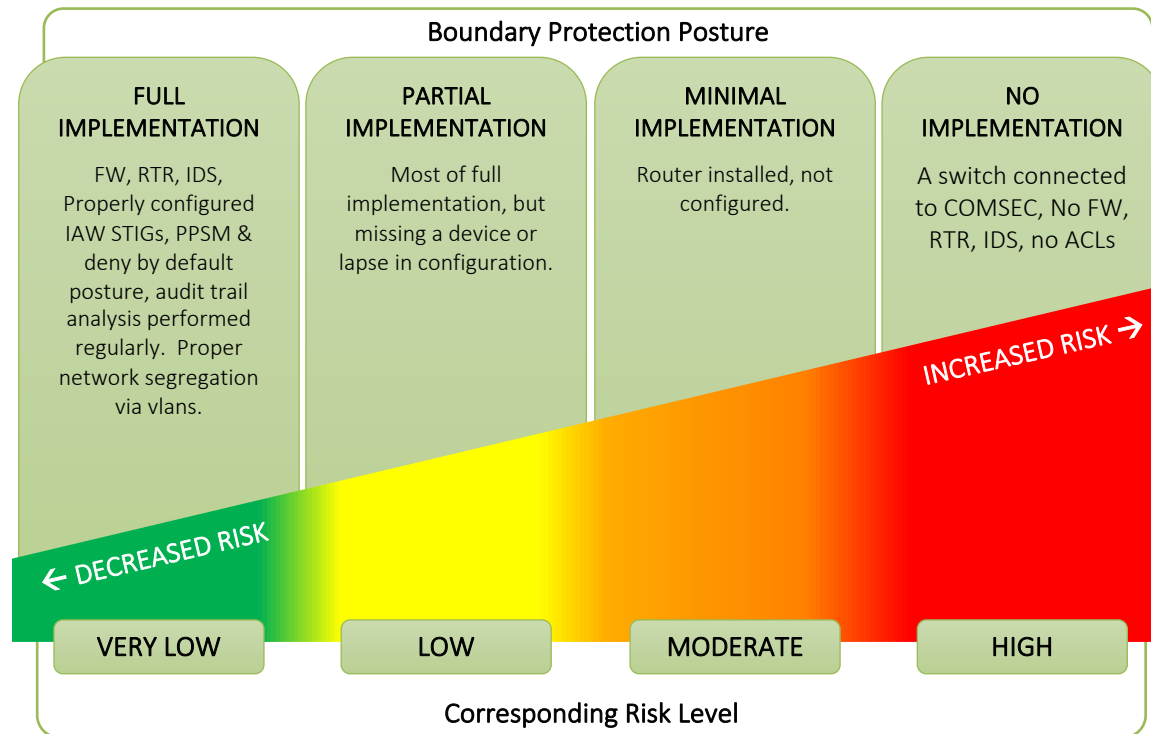 Boundary Protection Posture
FULL
IMPLEMENTATION
FW, RTR, IDS,
Properly configured
IAW STIGs, PPSM &
deny by default
posture, audit trail
analysis performed
regularly. Proper
network segregation
via vlans.
PARTIAL
IMPLEMENTATION
Most of full
implementation, but
missing a device or
lapse in configuration.
MINIMAL
IMPLEMENTATION
Router installed, not
configured.
NO
IMPLEMENTATION
A switch connected
to COMSEC, No FW,
RTR, IDS, no ACLs
← DECREASED RISK
INCREASED RISK →
VERY LOW
LOW
MODERATE
HIGH
Corresponding Risk Level